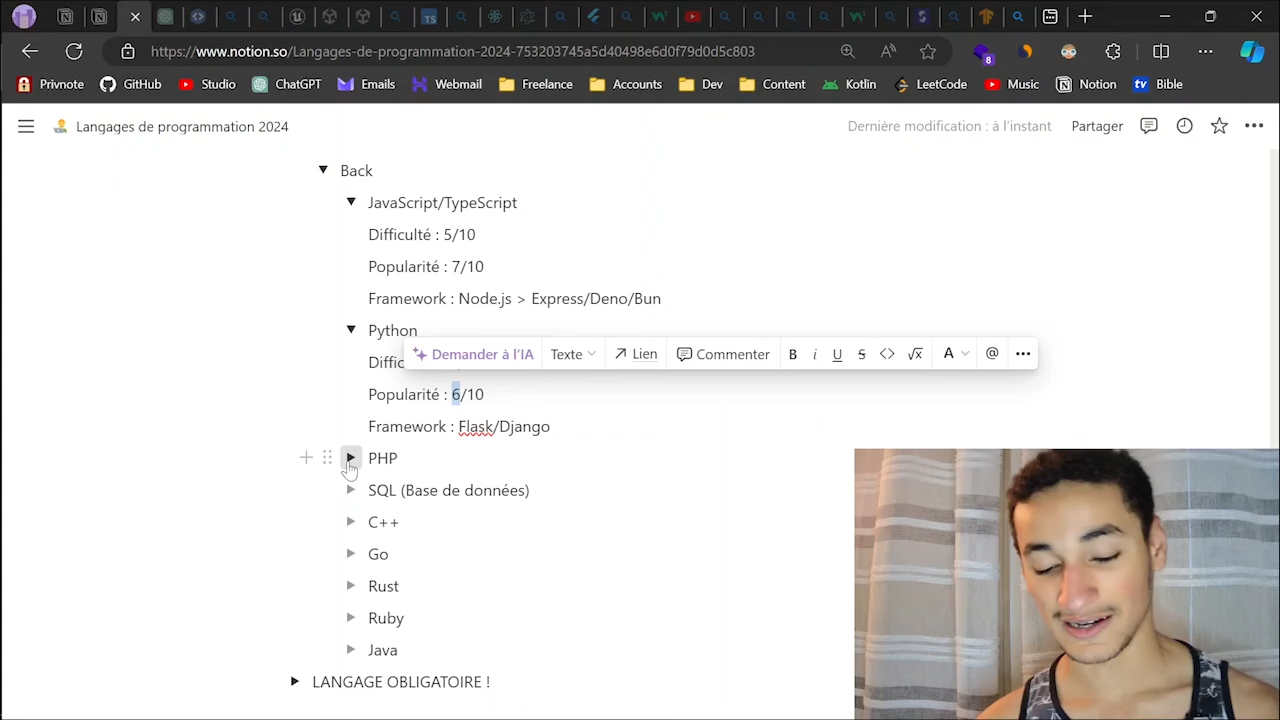 https://www.notion.so/Langages-de-programmation-2024-753203745a5d40498e6d0f79d0d5c803
8
Privnote GitHub Studio ChatGPT Emails Webmail Freelance Accounts Dev Content Kotlin LeetCode Music Notion Bible
Langages de programmation 2024 Dernière modification : à l'instant Partager
Back
JavaScript/TypeScript
Difficulté : 5/10
Popularité : 7/10
Framework : Node.js > Express/Deno/Bun
Python
Demander à l'IA Texte Lien Commenter B i U S <> √x A @ •••
Diffic
Popularité : 6/10
Framework : Flask/Django
PHP
SQL (Base de données)
C++
Go
Rust
Ruby
Java
LANGAGE OBLIGATOIRE !